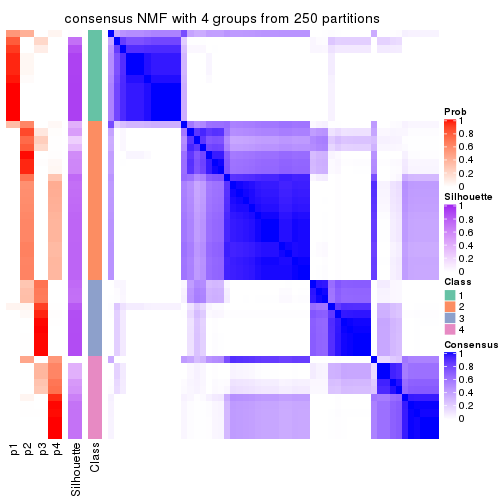 consensus NMF with 4 groups from 250 partitions
Prob
1
0.8
0.6
0.4
0.2
0
Silhouette
1
0.8
0.6
0.4
0.2
0
Class
1
2
3
4
Consensus
1
0.8
0.6
0.4
0.2
0
p1
p2
p3
p4
Silhouette
Class